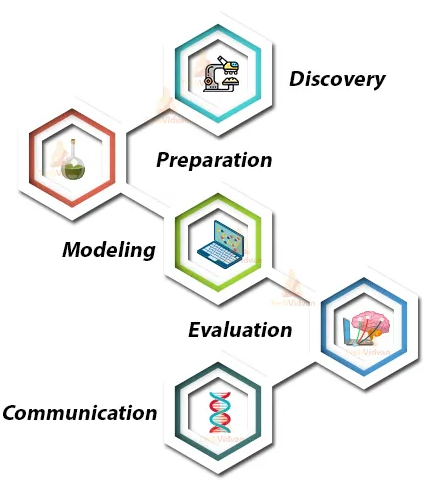 Discovery
Preparation
Modeling
Evaluation
Communication